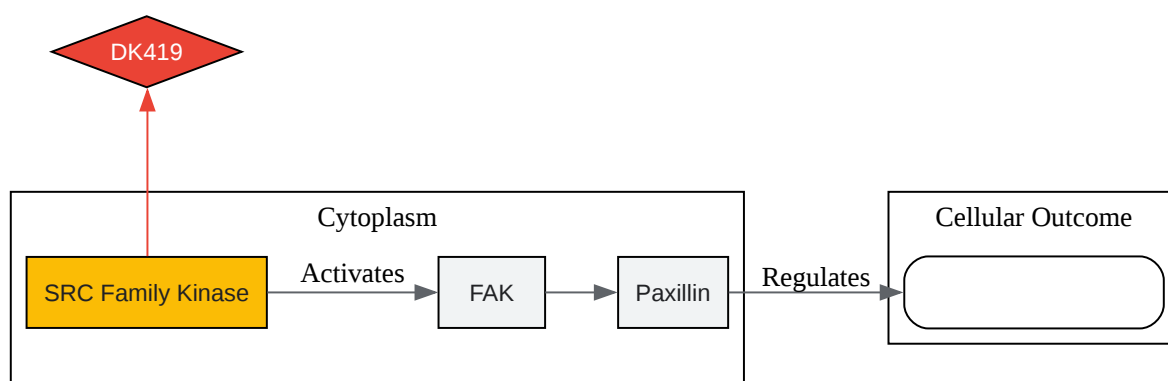 DK419
Cytoplasm
Cellular Outcome
SRC Family Kinase
Activates
FAK
Paxillin
Regulates